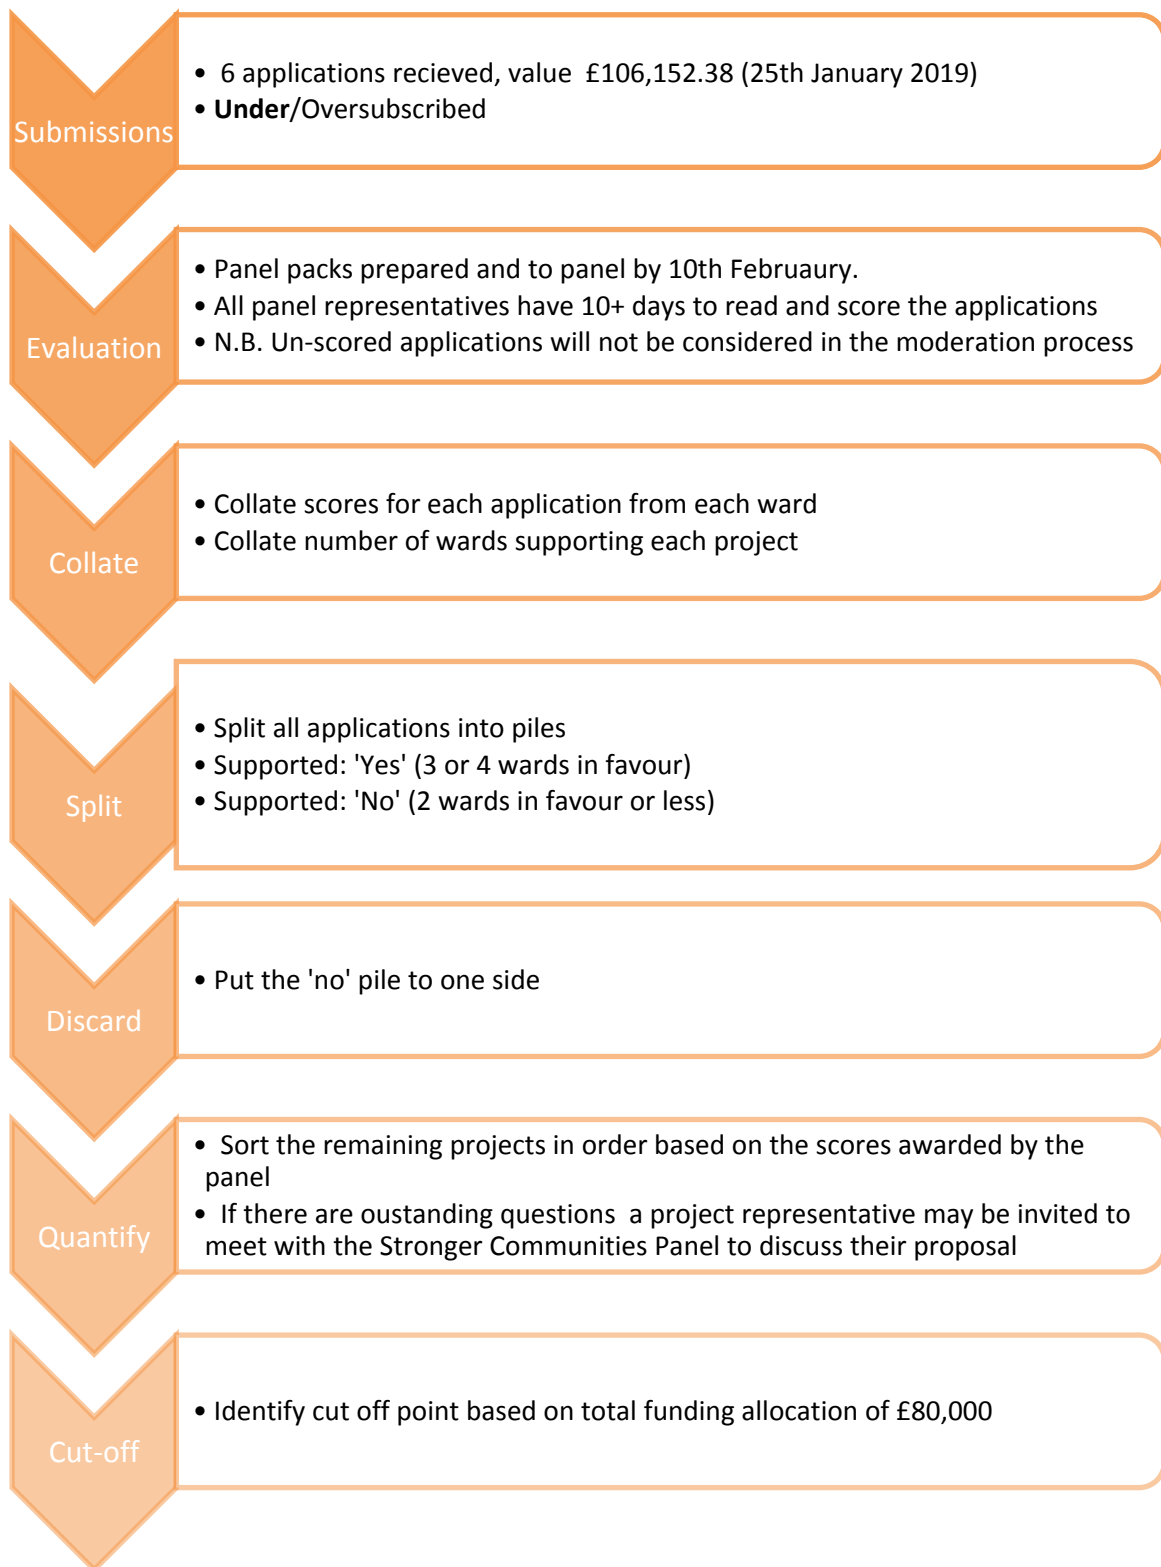 Submissions
• 6 applications recieved, value £106,152.38 (25th January 2019)
• Under/Oversubscribed
Evaluation
• Panel packs prepared and to panel by 10th Februaury.
• All panel representatives have 10+ days to read and score the applications
• N.B. Un-scored applications will not be considered in the moderation process
Collate
• Collate scores for each application from each ward
• Collate number of wards supporting each project
Split
• Split all applications into piles
• Supported: 'Yes' (3 or 4 wards in favour)
• Supported: 'No' (2 wards in favour or less)
Discard
• Put the 'no' pile to one side
Quantify
• Sort the remaining projects in order based on the scores awarded by the
panel
• If there are oustanding questions a project representative may be invited to
meet with the Stronger Communities Panel to discuss their proposal
Cut-off
• Identify cut off point based on total funding allocation of £80,000